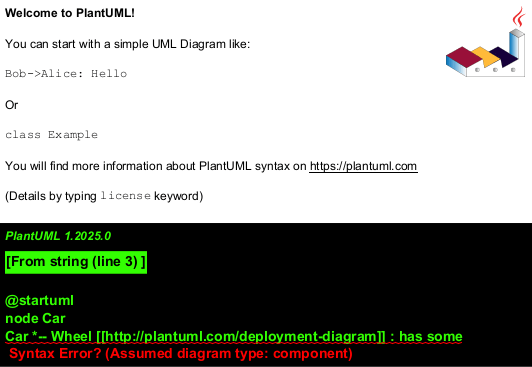 Welcome to PlantUML!
You can start with a simple UML Diagram like:
Bob->Alice: Hello
Or
class Example
You will find more information about PlantUML syntax on https://plantuml.com
(Details by typing license keyword)
PlantUML 1.2025.0
[From string (line 3) ]
@startuml
node Car
Car *-- Wheel [[http://plantuml.com/deployment-diagram]] : has some
Syntax Error? (Assumed diagram type: component)